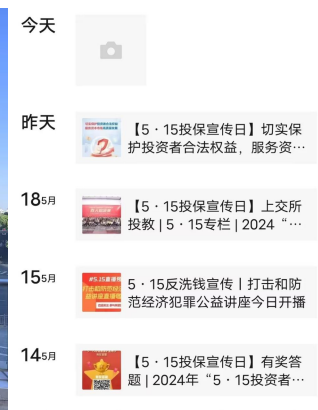 今天
昨天
【5·15投保宣传日】切实保
护投资者合法权益，服务资…
18 5月
【5·15投保宣传日】上交所
投教 | 5·15专栏 | 2024“…
15 5月
5·15反洗钱宣传丨打击和防
范经济犯罪公益讲座今日开播
14 5月
【5·15投保宣传日】有奖答
题 | 2024年“5·15投资者…